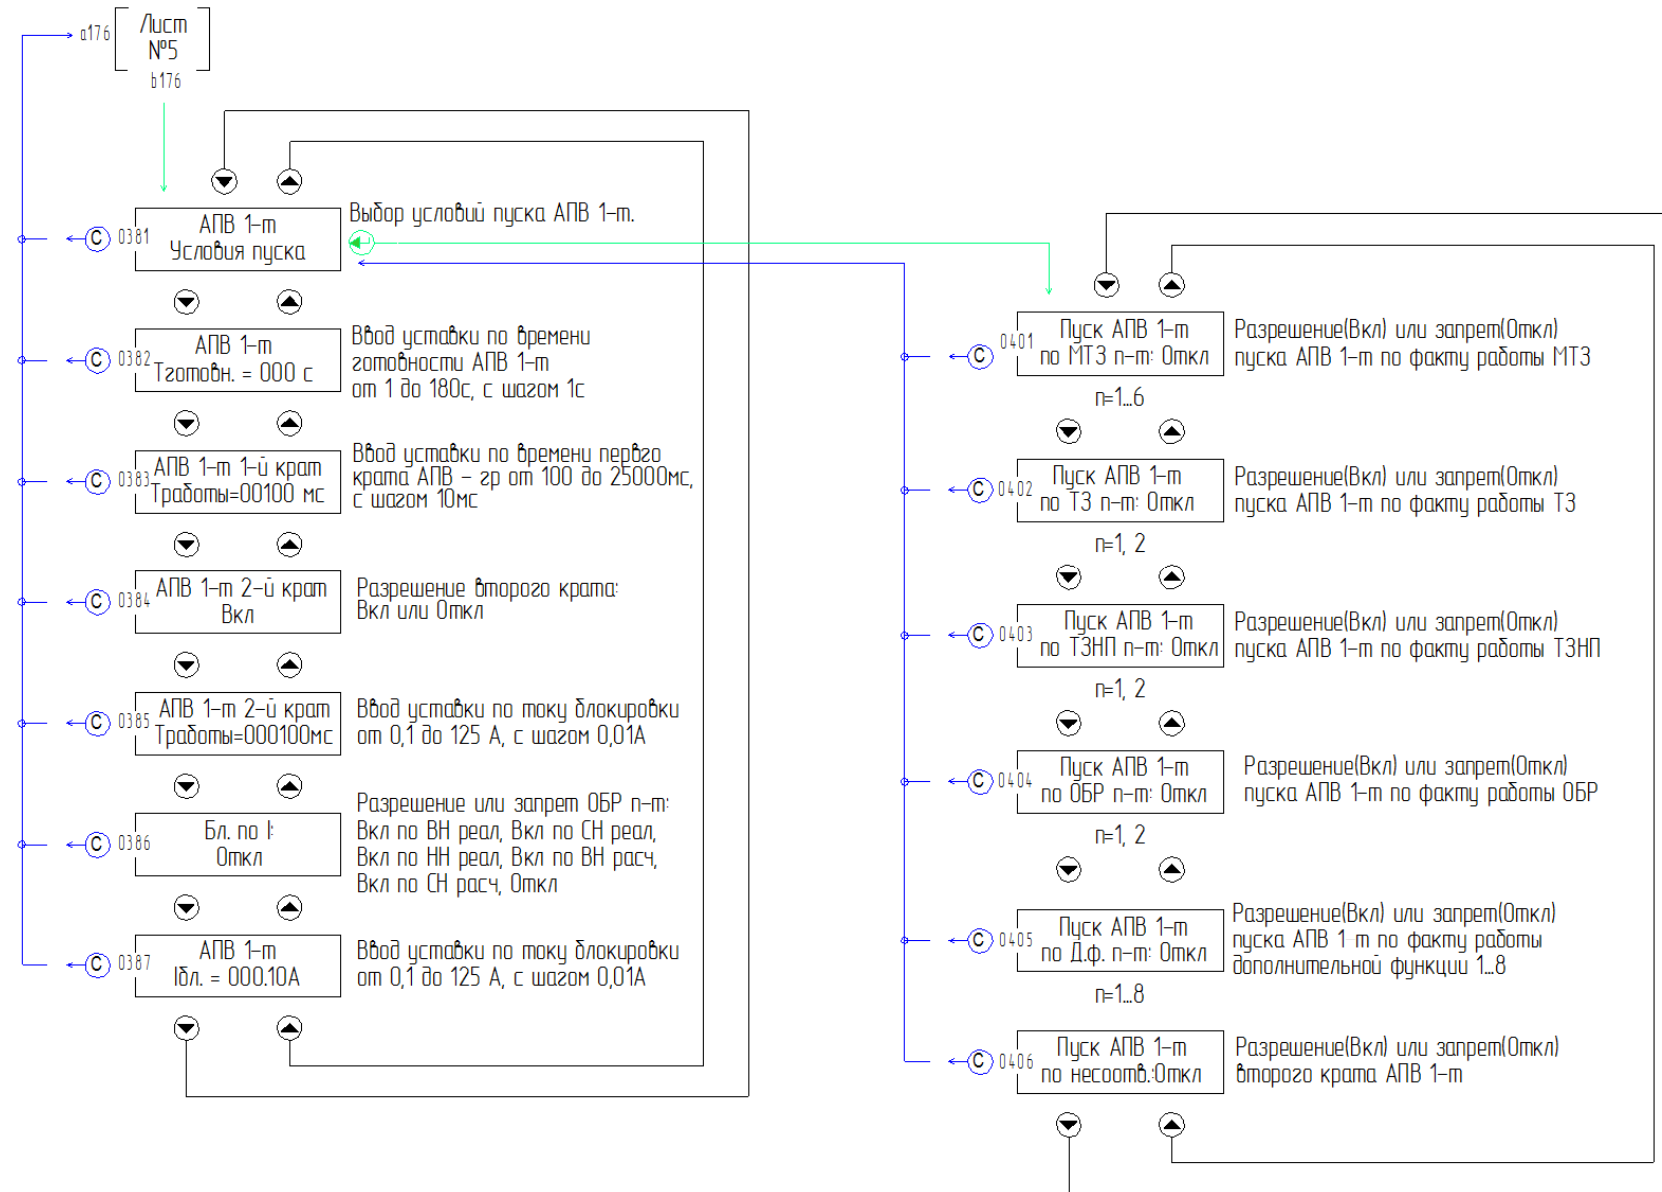 a176
Лист
№5
b176
С 0381
АПВ 1-т
Условия пуска
Выбор условий пуска АПВ 1-т.
С 0382
АПВ 1-т
Тготовн. = 000 с
Ввод уставки по времени
готовности АПВ 1-т
от 1 до 180с, с шагом 1с
С 0383
АПВ 1-т 1-й крат
Тработы=00100 мс
Ввод уставки по времени первго
крата АПВ - гр от 100 до 25000мс,
с шагом 10мс
С 0384
АПВ 1-т 2-й крат
Вкл
Разрешение второго крата:
Вкл или Откл
С 0385
АПВ 1-т 2-й крат
Тработы=000100мс
Ввод уставки по току блокировки
от 0,1 до 125 А, с шагом 0,01А
С 0386
Бл. по I:
Откл
Разрешение или запрет ОБР n-т:
Вкл по ВН реал, Вкл по СН реал,
Вкл по НН реал, Вкл по ВН расч,
Вкл по СН расч, Откл
С 0387
АПВ 1-т
Iбл. = 000.10А
Ввод уставки по току блокировки
от 0,1 до 125 А, с шагом 0,01А
С 0401
Пуск АПВ 1-т
по МТЗ n-т: Откл
n=1...6
Разрешение(Вкл) или запрет(Откл)
пуска АПВ 1-т по факту работы МТЗ
С 0402
Пуск АПВ 1-т
по ТЗ n-т: Откл
n=1, 2
Разрешение(Вкл) или запрет(Откл)
пуска АПВ 1-т по факту работы ТЗ
С 0403
Пуск АПВ 1-т
по ТЗНП n-т: Откл
n=1, 2
Разрешение(Вкл) или запрет(Откл)
пуска АПВ 1-т по факту работы ТЗНП
С 0404
Пуск АПВ 1-т
по ОБР n-т: Откл
n=1, 2
Разрешение(Вкл) или запрет(Откл)
пуска АПВ 1-т по факту работы ОБР
С 0405
Пуск АПВ 1-т
по Д.ф. n-т: Откл
n=1...8
Разрешение(Вкл) или запрет(Откл)
пуска АПВ 1-т по факту работы
дополнительной функции 1...8
С 0406
Пуск АПВ 1-т
по несоотв.:Откл
Разрешение(Вкл) или запрет(Откл)
второго крата АПВ 1-т